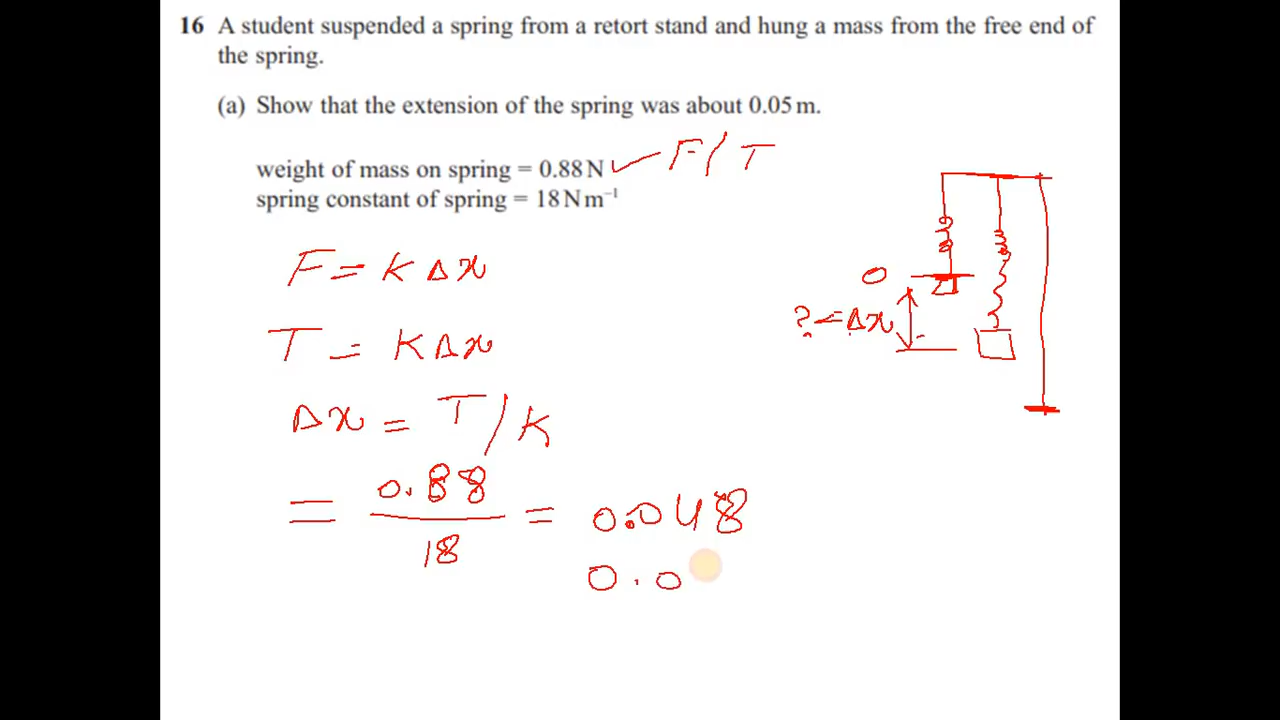 16 A student suspended a spring from a retort stand and hung a mass from the free end of
the spring.
(a) Show that the extension of the spring was about 0.05 m.
weight of mass on spring = 0.88 N ✓ F/T
spring constant of spring = 18 N m⁻¹
F = K Δx
T = K Δx
Δx = T/K
= 0.88/18 = 0.048
0.0
0
? ← Δx